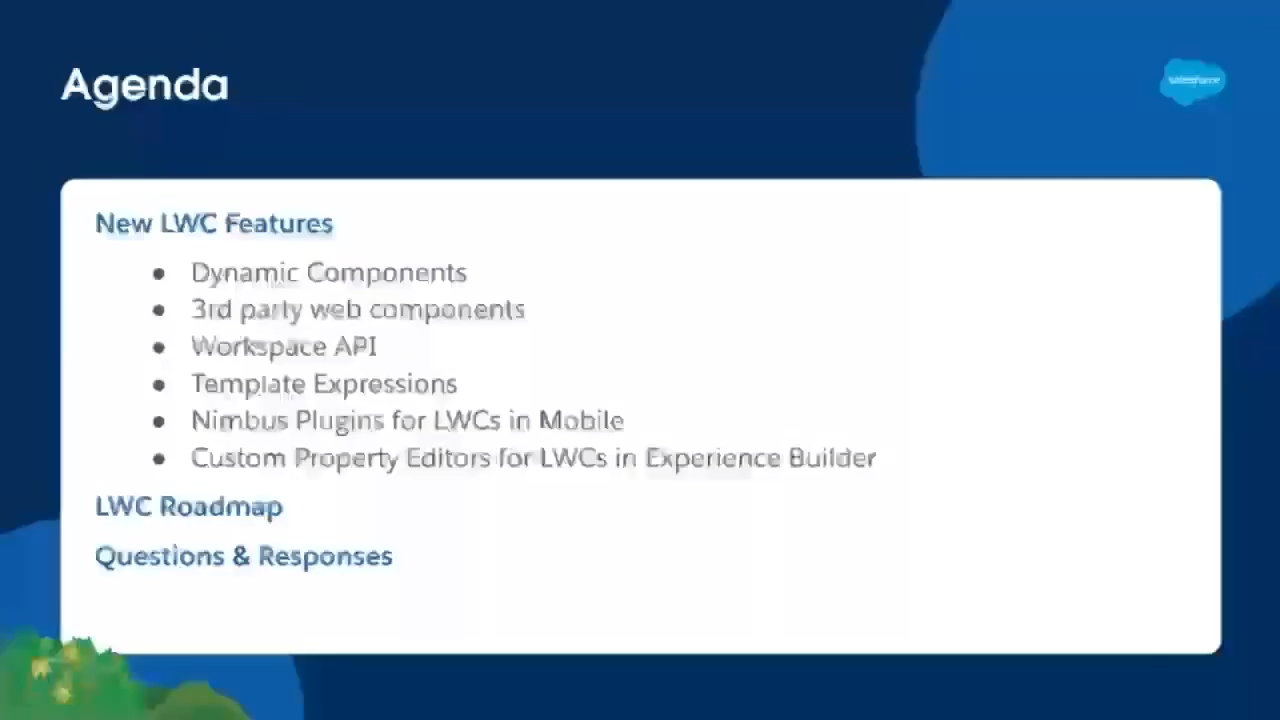 Agenda
salesforce
New LWC Features
● Dynamic Components
● 3rd party web components
● Workspace API
● Template Expressions
● Nimbus Plugins for LWCs in Mobile
● Custom Property Editors for LWCs in Experience Builder
LWC Roadmap
Questions & Responses